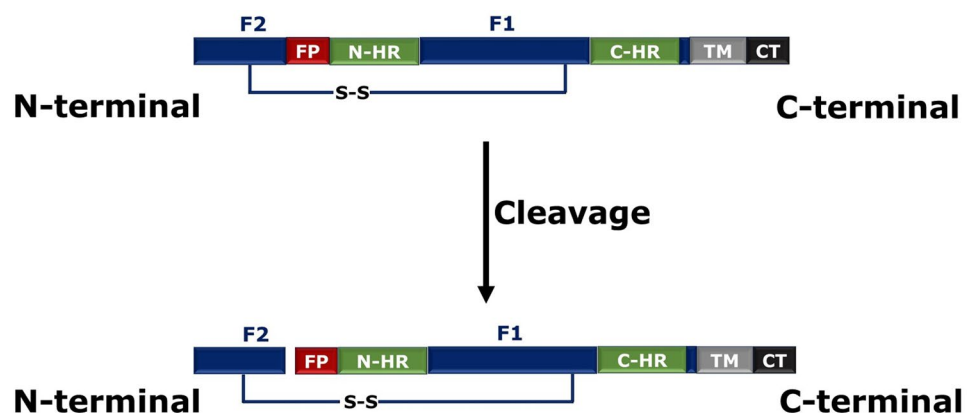 F2 F1
FP N-HR C-HR TM CT
S-S
N-terminal C-terminal
Cleavage
F2 F1
FP N-HR C-HR TM CT
S-S
N-terminal C-terminal